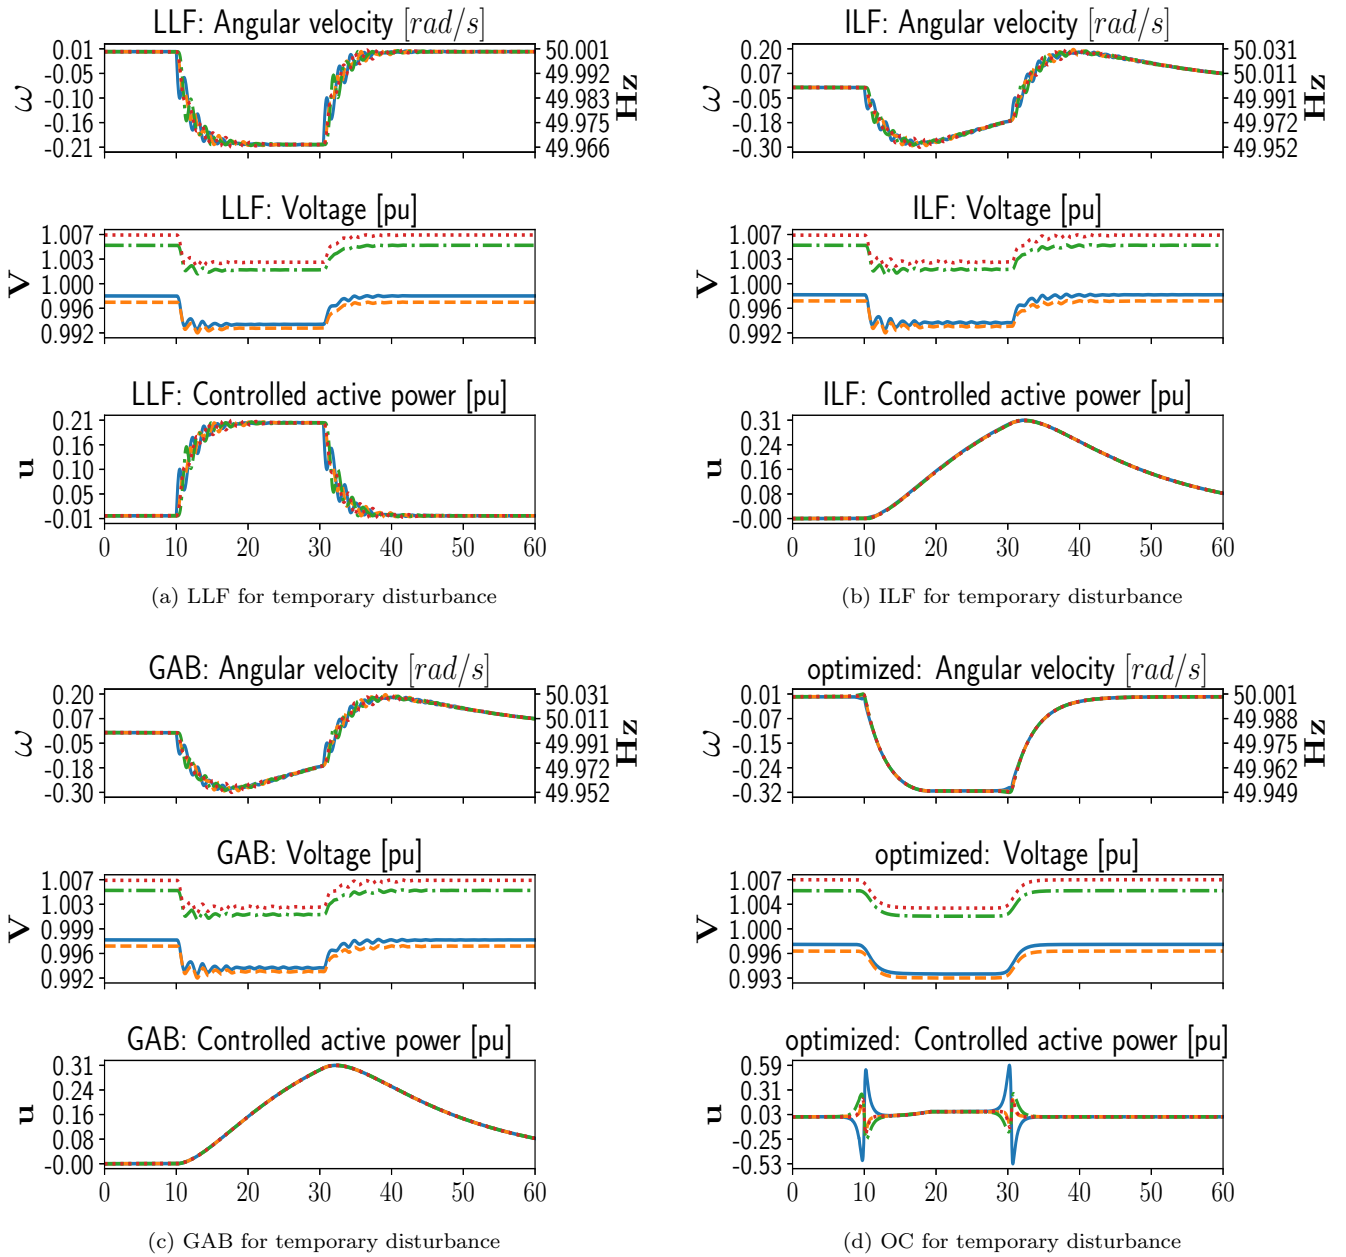 LLF: Angular velocity [rad/s]
0.01
-0.05
-0.10
-0.16
-0.21
ω
50.001
49.992
49.983
49.975
49.966
Hz
LLF: Voltage [pu]
1.007
1.003
1.000
0.996
0.992
V
LLF: Controlled active power [pu]
0.21
0.16
0.10
0.05
-0.01
u
0 10 20 30 40 50 60
(a) LLF for temporary disturbance
ILF: Angular velocity [rad/s]
0.20
0.07
-0.05
-0.18
-0.30
ω
50.031
50.011
49.991
49.972
49.952
Hz
ILF: Voltage [pu]
1.007
1.003
1.000
0.996
0.992
V
ILF: Controlled active power [pu]
0.31
0.24
0.16
0.08
-0.00
u
0 10 20 30 40 50 60
(b) ILF for temporary disturbance
GAB: Angular velocity [rad/s]
0.20
0.07
-0.05
-0.18
-0.30
ω
50.031
50.011
49.991
49.972
49.952
Hz
GAB: Voltage [pu]
1.007
1.003
0.999
0.996
0.992
V
GAB: Controlled active power [pu]
0.31
0.24
0.16
0.08
-0.00
u
0 10 20 30 40 50 60
(c) GAB for temporary disturbance
optimized: Angular velocity [rad/s]
0.01
-0.07
-0.15
-0.24
-0.32
ω
50.001
49.988
49.975
49.962
49.949
Hz
optimized: Voltage [pu]
1.007
1.004
1.000
0.996
0.993
V
optimized: Controlled active power [pu]
0.59
0.31
0.03
-0.25
-0.53
u
0 10 20 30 40 50 60
(d) OC for temporary disturbance